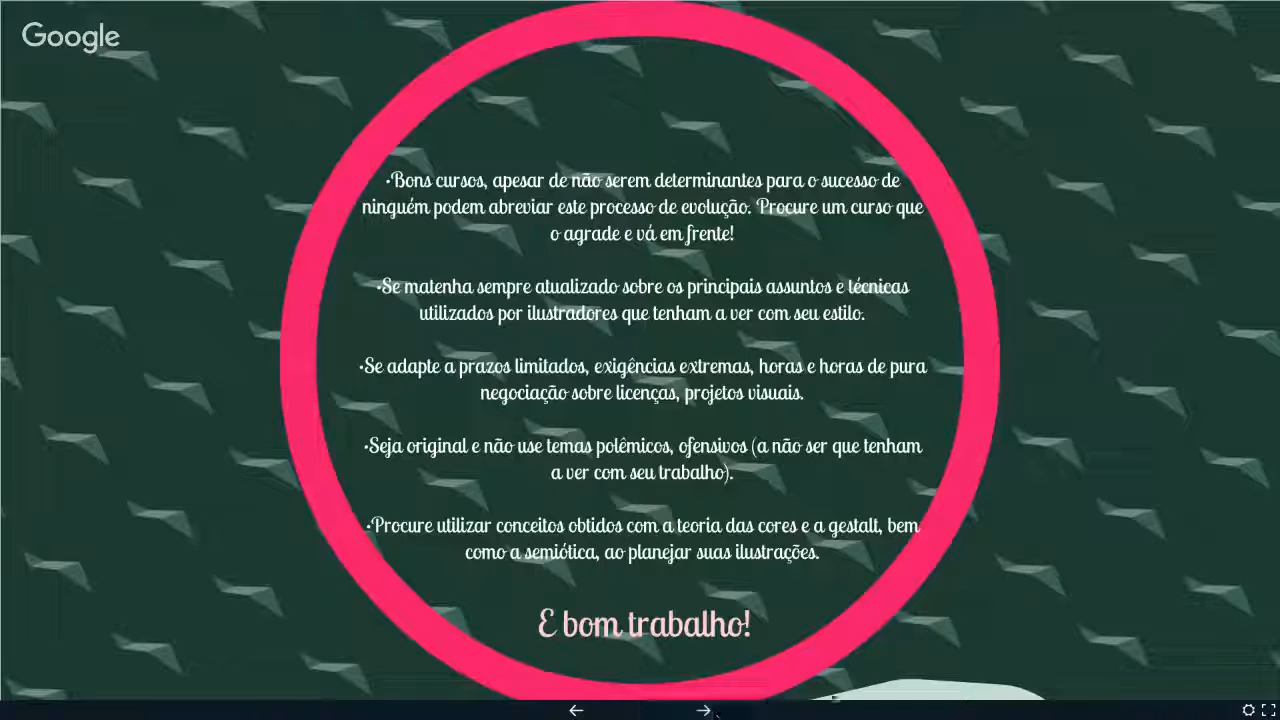 Google
•Bons cursos, apesar de não serem determinantes para o sucesso de
ninguém podem abreviar este processo de evolução. Procure um curso que
o agrade e vá em frente!
•Se matenha sempre atualizado sobre os principais assuntos e técnicas
utilizados por ilustradores que tenham a ver com seu estilo.
•Se adapte a prazos limitados, exigências extremas, horas e horas de pura
negociação sobre licenças, projetos visuais.
•Seja original e não use temas polêmicos, ofensivos (a não ser que tenham
a ver com seu trabalho).
•Procure utilizar conceitos obtidos com a teoria das cores e a gestalt, bem
como a semiótica, ao planejar suas ilustrações.
E bom trabalho!